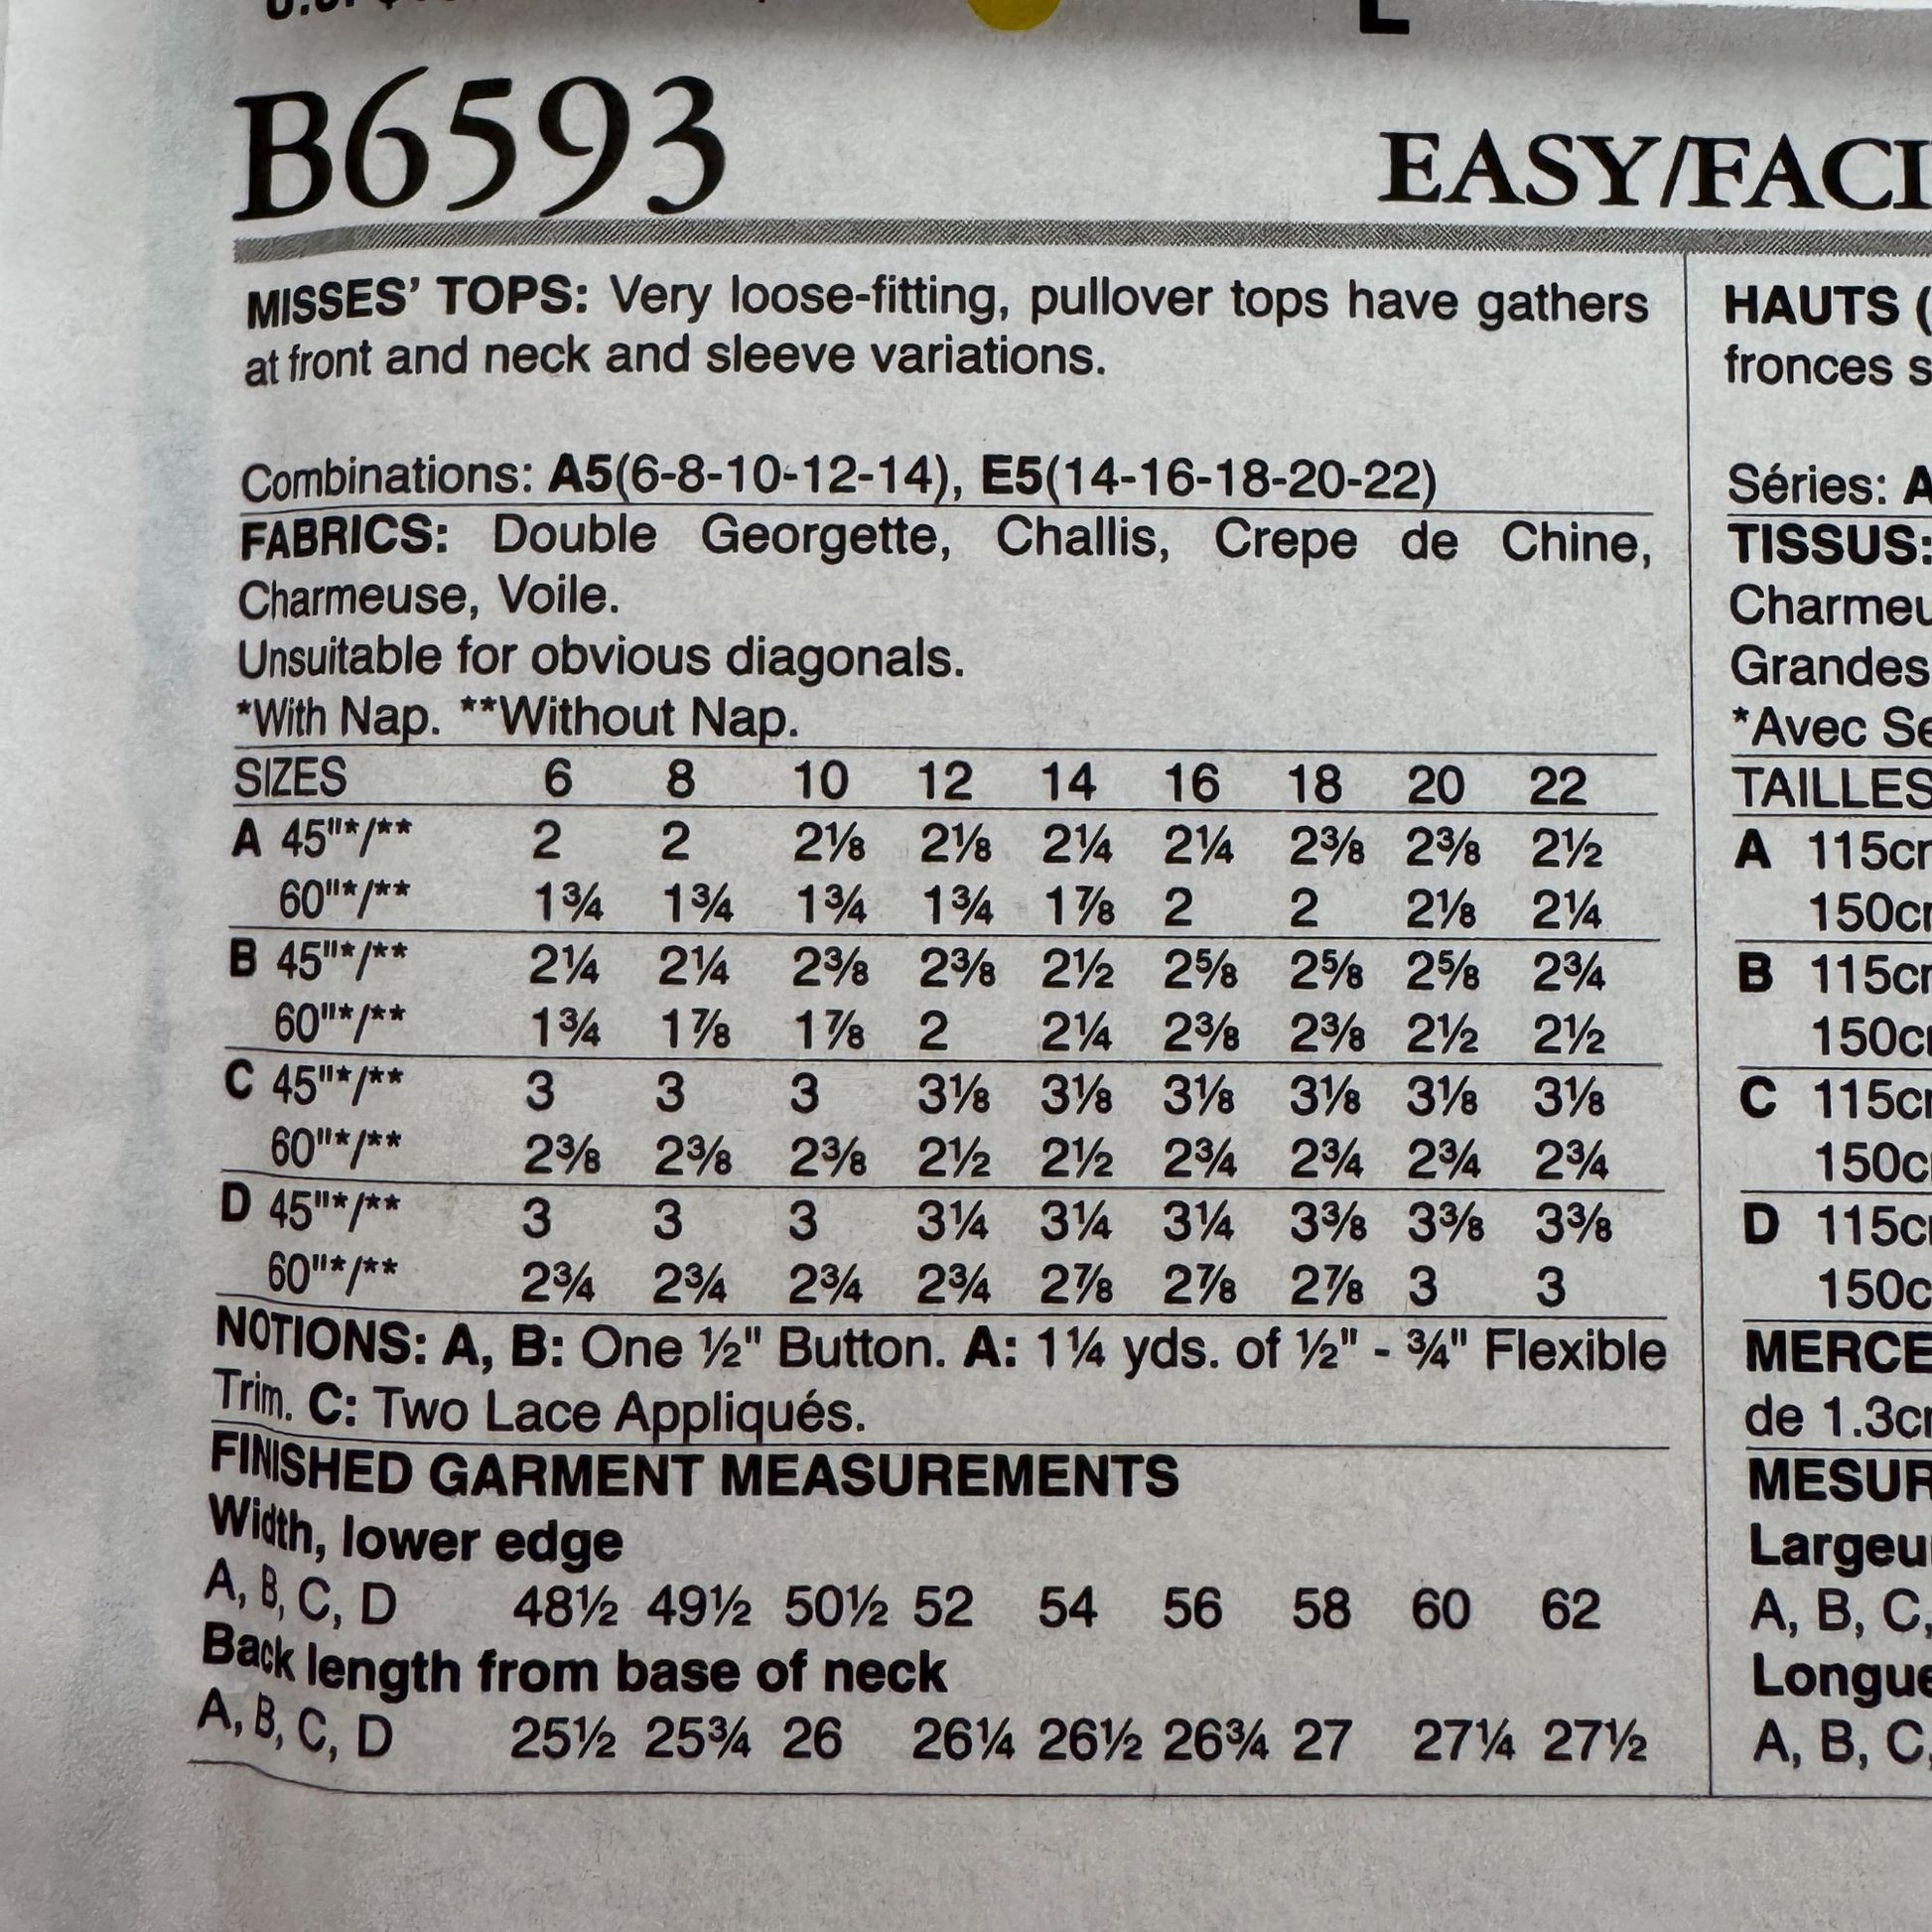 B6593
EASY/FACI
MISSES' TOPS: Very loose-fitting, pullover tops have gathers
at front and neck and sleeve variations.
Combinations: A5(6-8-10-12-14), E5(14-16-18-20-22)
FABRICS: Double Georgette, Challis, Crepe de Chine,
Charmeuse, Voile.
Unsuitable for obvious diagonals.
*With Nap. **Without Nap.
SIZES 6 8 10 12 14 16 18 20 22
A 45"*/** 2 2 2⅛ 2⅛ 2¼ 2¼ 2⅜ 2⅜ 2½
60"*/** 1¾ 1¾ 1¾ 1¾ 1⅞ 2 2 2⅛ 2¼
B 45"*/** 2¼ 2¼ 2⅜ 2⅜ 2½ 2⅝ 2⅝ 2⅝ 2¾
60"*/** 1¾ 1⅞ 1⅞ 2 2¼ 2⅜ 2⅜ 2½ 2½
C 45"*/** 3 3 3 3⅛ 3⅛ 3⅛ 3⅛ 3⅛ 3⅛
60"*/** 2⅜ 2⅜ 2⅜ 2½ 2½ 2¾ 2¾ 2¾ 2¾
D 45"*/** 3 3 3 3¼ 3¼ 3¼ 3⅜ 3⅜ 3⅜
60"*/** 2¾ 2¾ 2¾ 2¾ 2⅞ 2⅞ 2⅞ 3 3
NOTIONS: A, B: One ½" Button. A: 1¼ yds. of ½" - ¾" Flexible
Trim. C: Two Lace Appliqués.
FINISHED GARMENT MEASUREMENTS
Width, lower edge
A, B, C, D 48½ 49½ 50½ 52 54 56 58 60 62
Back length from base of neck
A, B, C, D 25½ 25¾ 26 26¼ 26½ 26¾ 27 27¼ 27½
HAUTS (
fronces s
Séries: A
TISSUS:
Charmeu
Grandes
*Avec Se
TAILLES
A 115cm
150cm
B 115cm
150cm
C 115cm
150cm
D 115cm
150c
MERCE
de 1.3cm
MESUR
Largeu
A, B, C,
Longue
A, B, C,